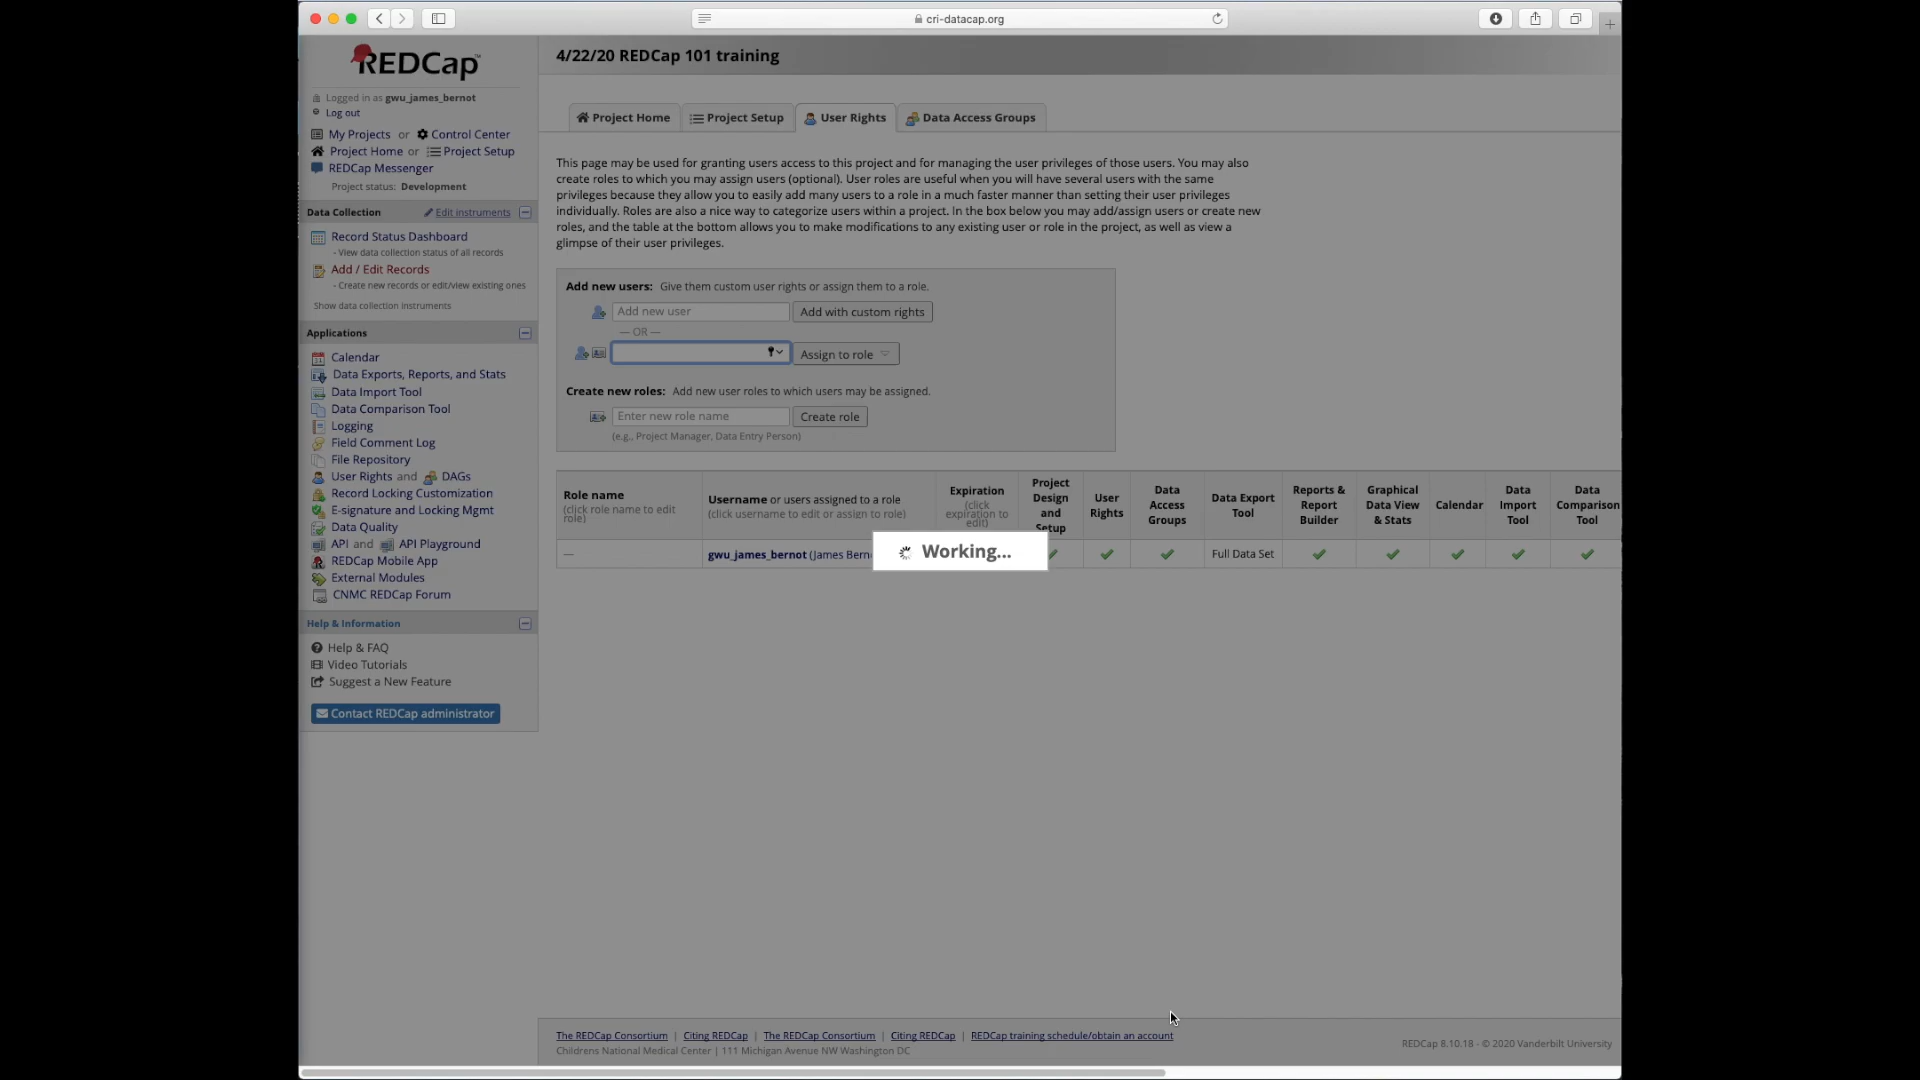 cri-datacap.org
REDCap
4/22/20 REDCap 101 training
Logged in as gwu_james_bernot
Log out
My Projects or Control Center
Project Home or Project Setup
REDCap Messenger
Project status: Development
Data Collection Edit instruments
Record Status Dashboard
- View data collection status of all records
Add / Edit Records
- Create new records or edit/view existing ones
Show data collection instruments
Applications
Calendar
Data Exports, Reports, and Stats
Data Import Tool
Data Comparison Tool
Logging
Field Comment Log
File Repository
User Rights and DAGs
Record Locking Customization
E-signature and Locking Mgmt
Data Quality
API and API Playground
REDCap Mobile App
External Modules
CNMC REDCap Forum
Help & Information
Help & FAQ
Video Tutorials
Suggest a New Feature
Contact REDCap administrator
Project Home Project Setup User Rights Data Access Groups
This page may be used for granting users access to this project and for managing the user privileges of those users. You may also
create roles to which you may assign users (optional). User roles are useful when you will have several users with the same
privileges because they allow you to easily add many users to a role in a much faster manner than setting their user privileges
individually. Roles are also a nice way to categorize users within a project. In the box below you may add/assign users or create new
roles, and the table at the bottom allows you to make modifications to any existing user or role in the project, as well as view a
glimpse of their user privileges.
Add new users: Give them custom user rights or assign them to a role.
Add new user Add with custom rights
— OR —
Assign to role
Create new roles: Add new user roles to which users may be assigned.
Enter new role name Create role
(e.g., Project Manager, Data Entry Person)
Role name
(click role name to edit
role)
Username or users assigned to a role
(click username to edit or assign to role)
Expiration
(click
expiration to
edit)
Project
Design
and
Setup
User
Rights
Data
Access
Groups
Data Export
Tool
Reports &
Report
Builder
Graphical
Data View
& Stats
Calendar
Data
Import
Tool
Data
Comparison
Tool
— gwu_james_bernot (James Bern Full Data Set
Working...
The REDCap Consortium | Citing REDCap | The REDCap Consortium | Citing REDCap | REDCap training schedule/obtain an account
Childrens National Medical Center | 111 Michigan Avenue NW Washington DC
REDCap 8.10.18 - © 2020 Vanderbilt University